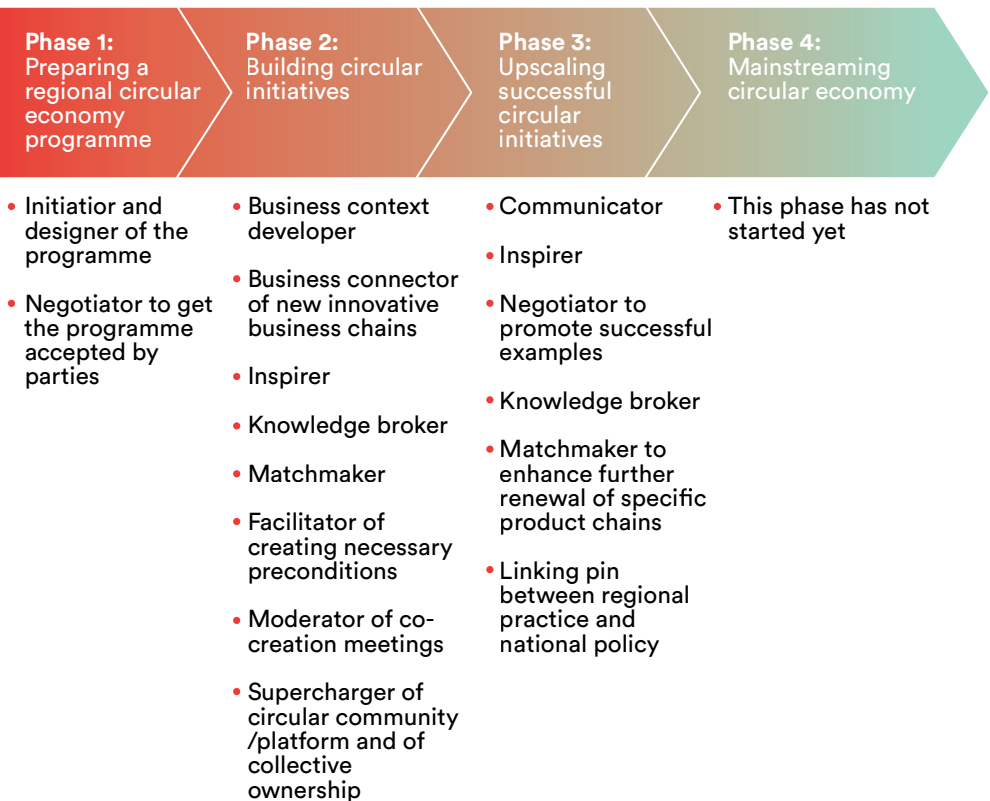 Phase 1:
Preparing a
regional circular
economy
programme
Phase 2:
Building circular
initiatives
Phase 3:
Upscaling
successful
circular
initiatives
Phase 4:
Mainstreaming
circular economy
• Initiatior and
designer of the
programme
• Negotiator to get
the programme
accepted by
parties
• Business context
developer
• Business connector
of new innovative
business chains
• Inspirer
• Knowledge broker
• Matchmaker
• Facilitator of
creating necessary
preconditions
• Moderator of co-
creation meetings
• Supercharger of
circular community
/platform and of
collective
ownership
• Communicator
• Inspirer
• Negotiator to
promote successful
examples
• Knowledge broker
• Matchmaker to
enhance further
renewal of specific
product chains
• Linking pin
between regional
practice and
national policy
• This phase has not
started yet